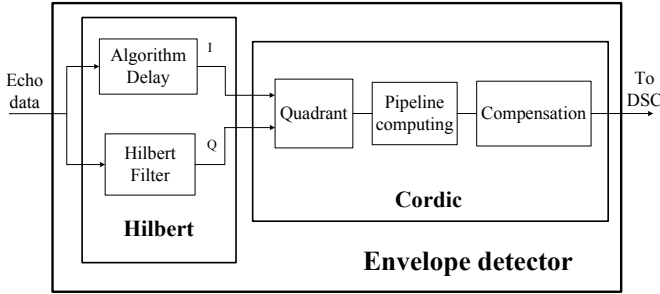 Echo
data
Algorithm
Delay
I
Hilbert
Filter
Q
Hilbert
Quadrant
Pipeline
computing
Compensation
Cordic
To
DSC
Envelope detector